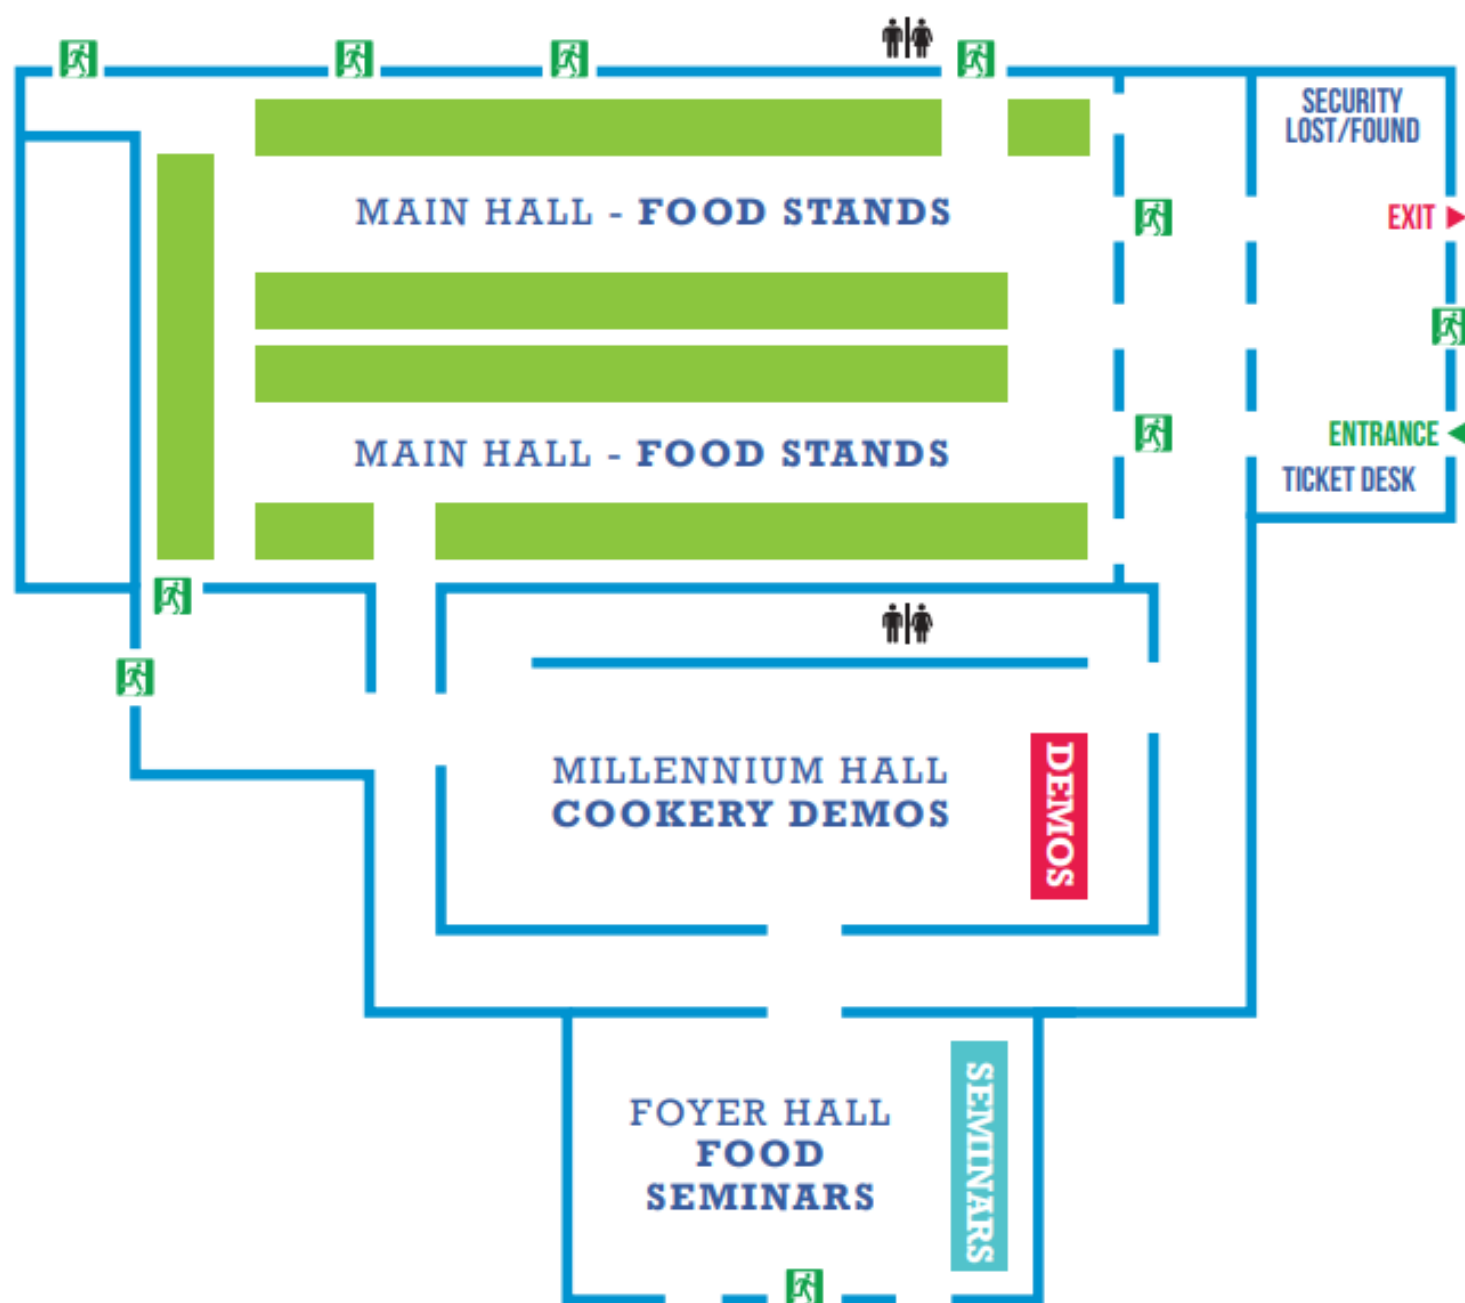 SECURITY
LOST/FOUND
MAIN HALL - FOOD STANDS
EXIT
MAIN HALL - FOOD STANDS
ENTRANCE
TICKET DESK
MILLENNIUM HALL
COOKERY DEMOS
DEMOS
FOYER HALL
FOOD
SEMINARS
SEMINARS